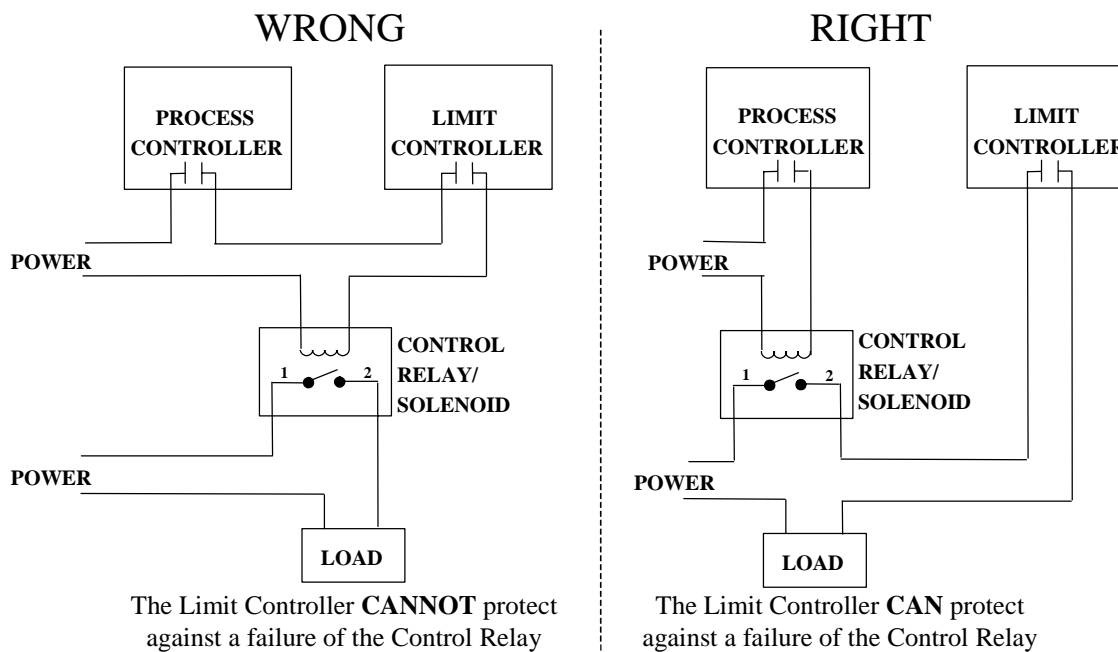 WRONG
PROCESS
CONTROLLER
LIMIT
CONTROLLER
POWER
CONTROL
RELAY/
SOLENOID
1
2
POWER
LOAD
The Limit Controller CANNOT protect
against a failure of the Control Relay
RIGHT
PROCESS
CONTROLLER
LIMIT
CONTROLLER
POWER
CONTROL
RELAY/
SOLENOID
1
2
POWER
LOAD
The Limit Controller CAN protect
against a failure of the Control Relay